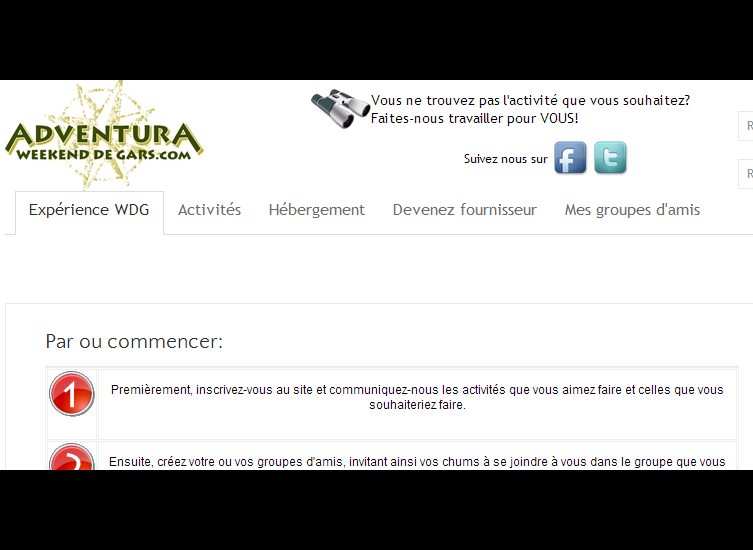 ADVENTURA
WEEKEND DE GARS.COM
Vous ne trouvez pas l'activité que vous souhaitez?
Faites-nous travailler pour VOUS!
R
Suivez nous sur f t
R
Expérience WDG Activités Hébergement Devenez fournisseur Mes groupes d'amis
Par ou commencer:
1 Premièrement, inscrivez-vous au site et communiquez-nous les activités que vous aimez faire et celles que vous
souhaiteriez faire.
2 Ensuite, créez votre ou vos groupes d'amis, invitant ainsi vos chums à se joindre à vous dans le groupe que vous